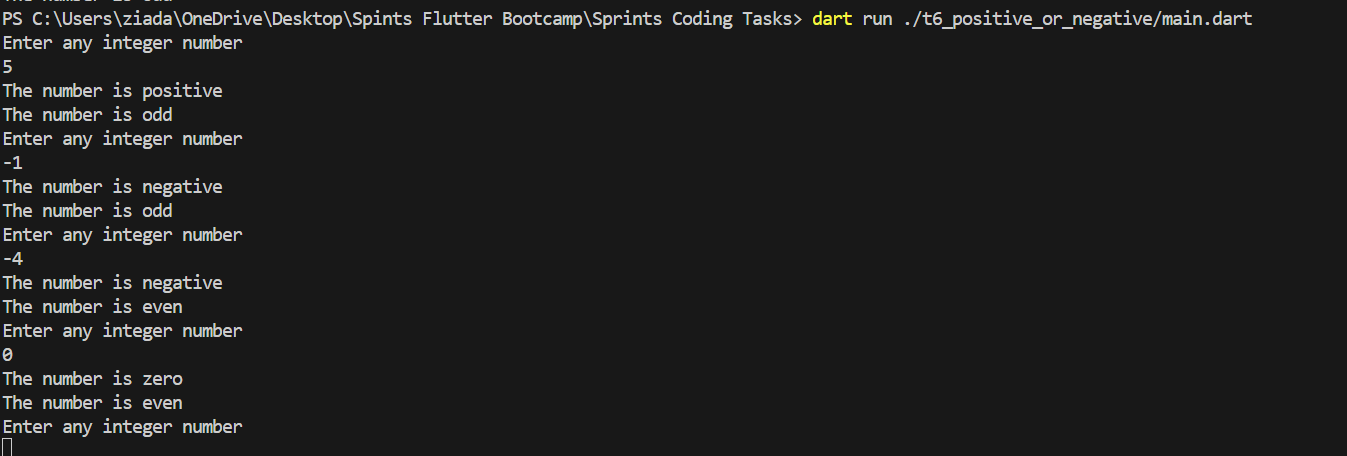 PS C:\Users\ziada\OneDrive\Desktop\Spints Flutter Bootcamp\Sprints Coding Tasks> dart run ./t6_positive_or_negative/main.dart
Enter any integer number
5
The number is positive
The number is odd
Enter any integer number
-1
The number is negative
The number is odd
Enter any integer number
-4
The number is negative
The number is even
Enter any integer number
0
The number is zero
The number is even
Enter any integer number